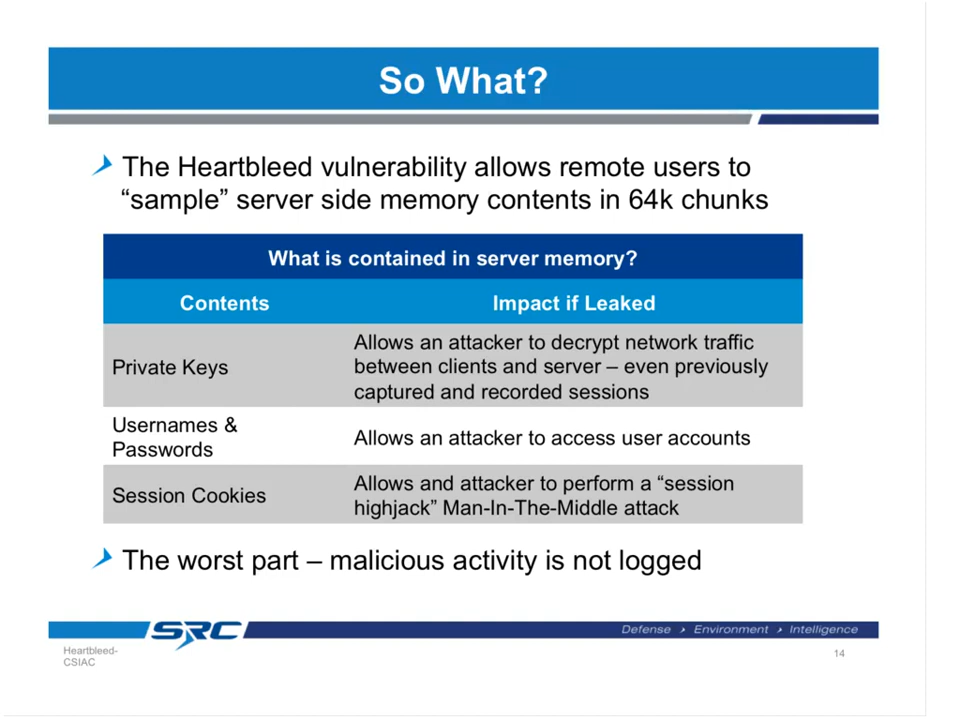 So What?
The Heartbleed vulnerability allows remote users to
“sample” server side memory contents in 64k chunks
What is contained in server memory?
Contents Impact if Leaked
Private Keys
Allows an attacker to decrypt network traffic
between clients and server – even previously
captured and recorded sessions
Usernames &
Passwords
Allows an attacker to access user accounts
Session Cookies
Allows and attacker to perform a “session
highjack” Man-In-The-Middle attack
The worst part – malicious activity is not logged
SRC
Defense > Environment > Intelligence
Heartbleed-
CSIAC
14